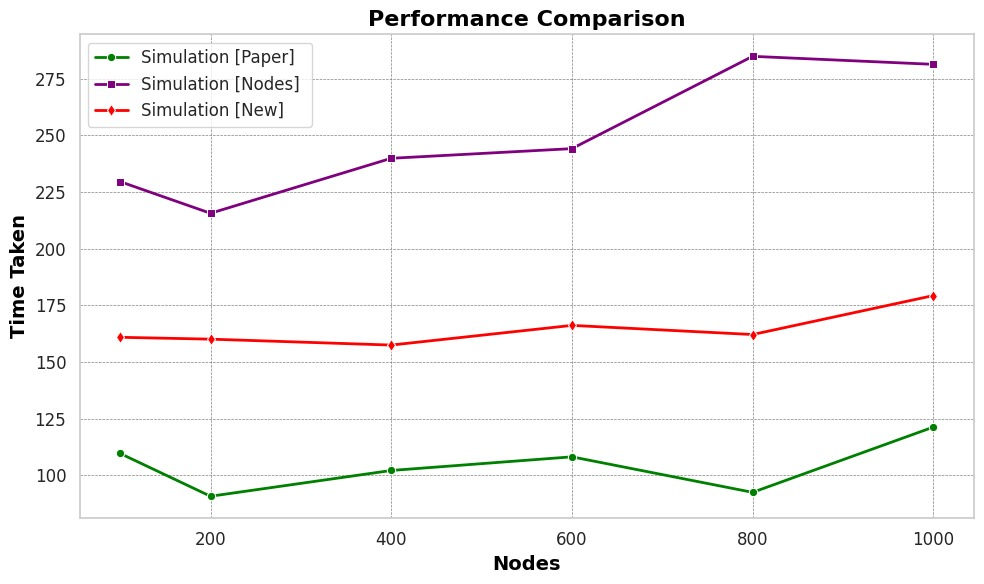 Performance Comparison
Simulation [Paper]
Simulation [Nodes]
Simulation [New]
Time Taken
275
250
225
200
175
150
125
100
200 400 600 800 1000
Nodes